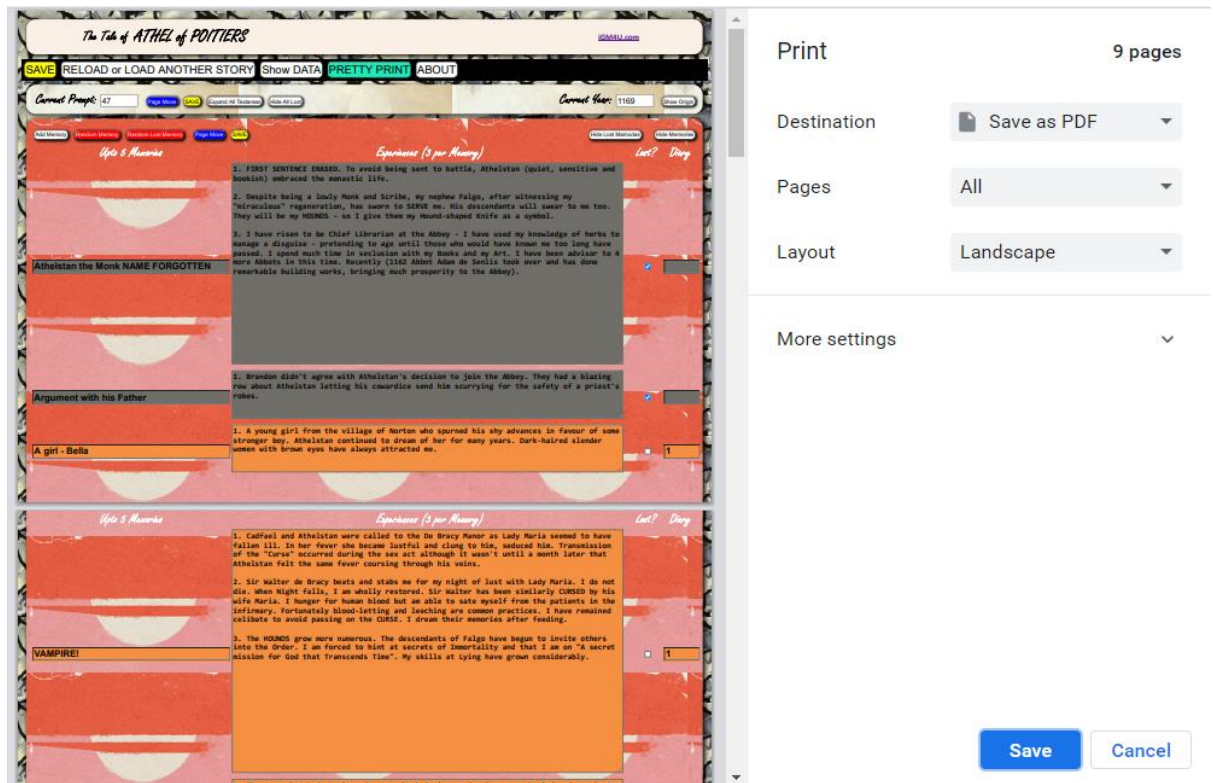 The Tale of ATHEL of POITIERS
iGM4U.com
SAVE RELOAD or LOAD ANOTHER STORY Show DATA PRETTY PRINT ABOUT
Current Prompt: 47 Page Move SAVE Expand All Textareas Hide All Lost Current Year: 1169 Show Origin
Add Memory Random Memory Random Lost Memory Page Move SAVE Hide Lost Memories Hide Memories
Upto 5 Memories Experiences (3 per Memory) Lost? Diary
1. FIRST SENTENCE ERASED. To avoid being sent to battle, Athelstan (quiet, sensitive and
bookish) embraced the monastic life.
2. Despite being a lowly Monk and Scribe, my nephew Falgo, after witnessing my
"miraculous" regeneration, has sworn to SERVE me. His descendants will swear to me too.
They will be my HOUNDS - so I give them my Hound-shaped Knife as a symbol.
3. I have risen to be Chief Librarian at the Abbey - I have used my knowledge of herbs to
manage a disguise - pretending to age until those who would have known me too long have
passed. I spend much time in seclusion with my Books and my Art. I have been advisor to 4
more Abbots in this time. Recently (1162 Abbot Adam de Senlis took over and has done
remarkable building works, bringing much prosperity to the Abbey).
Athelstan the Monk NAME FORGOTTEN
1. Brandon didn't agree with Athelstan's decision to join the Abbey. They had a blazing
row about Athelstan letting his cowardice send him scurrying for the safety of a priest's
robes.
Argument with his Father
1. A young girl from the village of Norton who spurned his shy advances in favour of some
stronger boy. Athelstan continued to dream of her for many years. Dark-haired slender
women with brown eyes have always attracted me.
A girl - Bella 1
Upto 5 Memories Experiences (3 per Memory) Lost? Diary
1. Cadfael and Athelstan were called to the De Bracy Manor as Lady Maria seemed to have
fallen ill. In her fever she became lustful and clung to him, seduced him. Transmission
of the "Curse" occurred during the sex act although it wasn't until a month later that
Athelstan felt the same fever coursing through his veins.
2. Sir Walter de Bracy beats and stabs me for my night of lust with Lady Maria. I do not
die. When Night falls, I am wholly restored. Sir Walter has been similarly CURSED by his
wife Maria. I hunger for human blood but am able to sate myself from the patients in the
infirmary. Fortunately blood-letting and leeching are common practices. I have remained
celibate to avoid passing on the CURSE. I dream their memories after feeding.
3. The HOUNDS grow more numerous. The descendants of Falgo have begun to invite others
into the Order. I am forced to hint at secrets of Immortality and that I am on "A secret
mission for God that Transcends Time". My skills at Lying have grown considerably.
VAMPIRE! 1
Print 9 pages
Destination Save as PDF
Pages All
Layout Landscape
More settings
Save Cancel